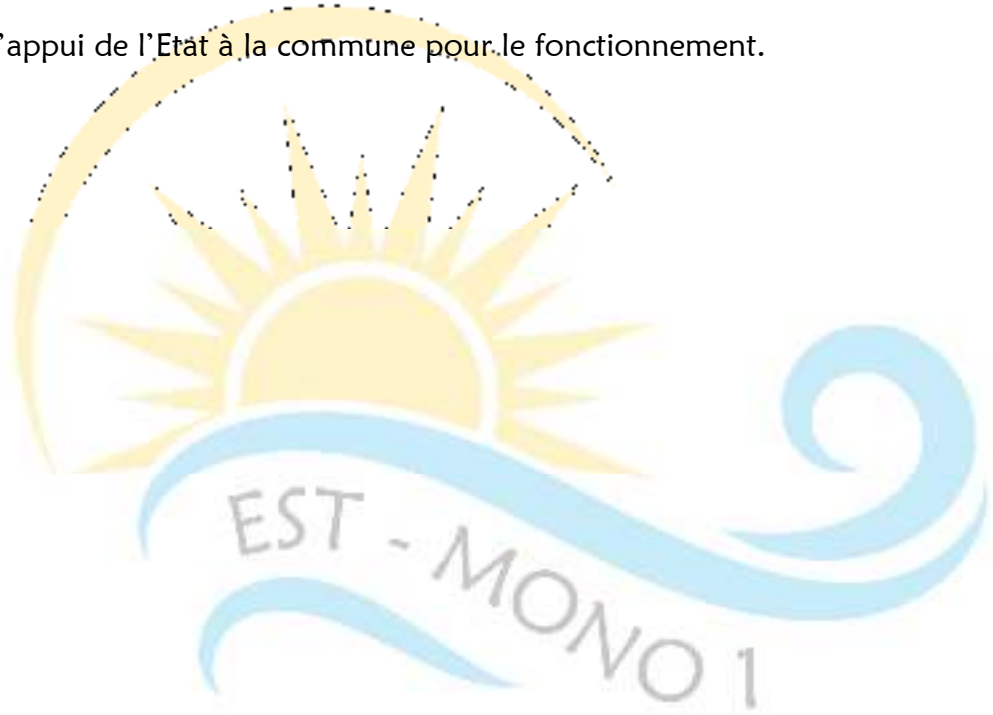 ’appui de l’Etat à la commune pour le fonctionnement.
EST - MONO 1